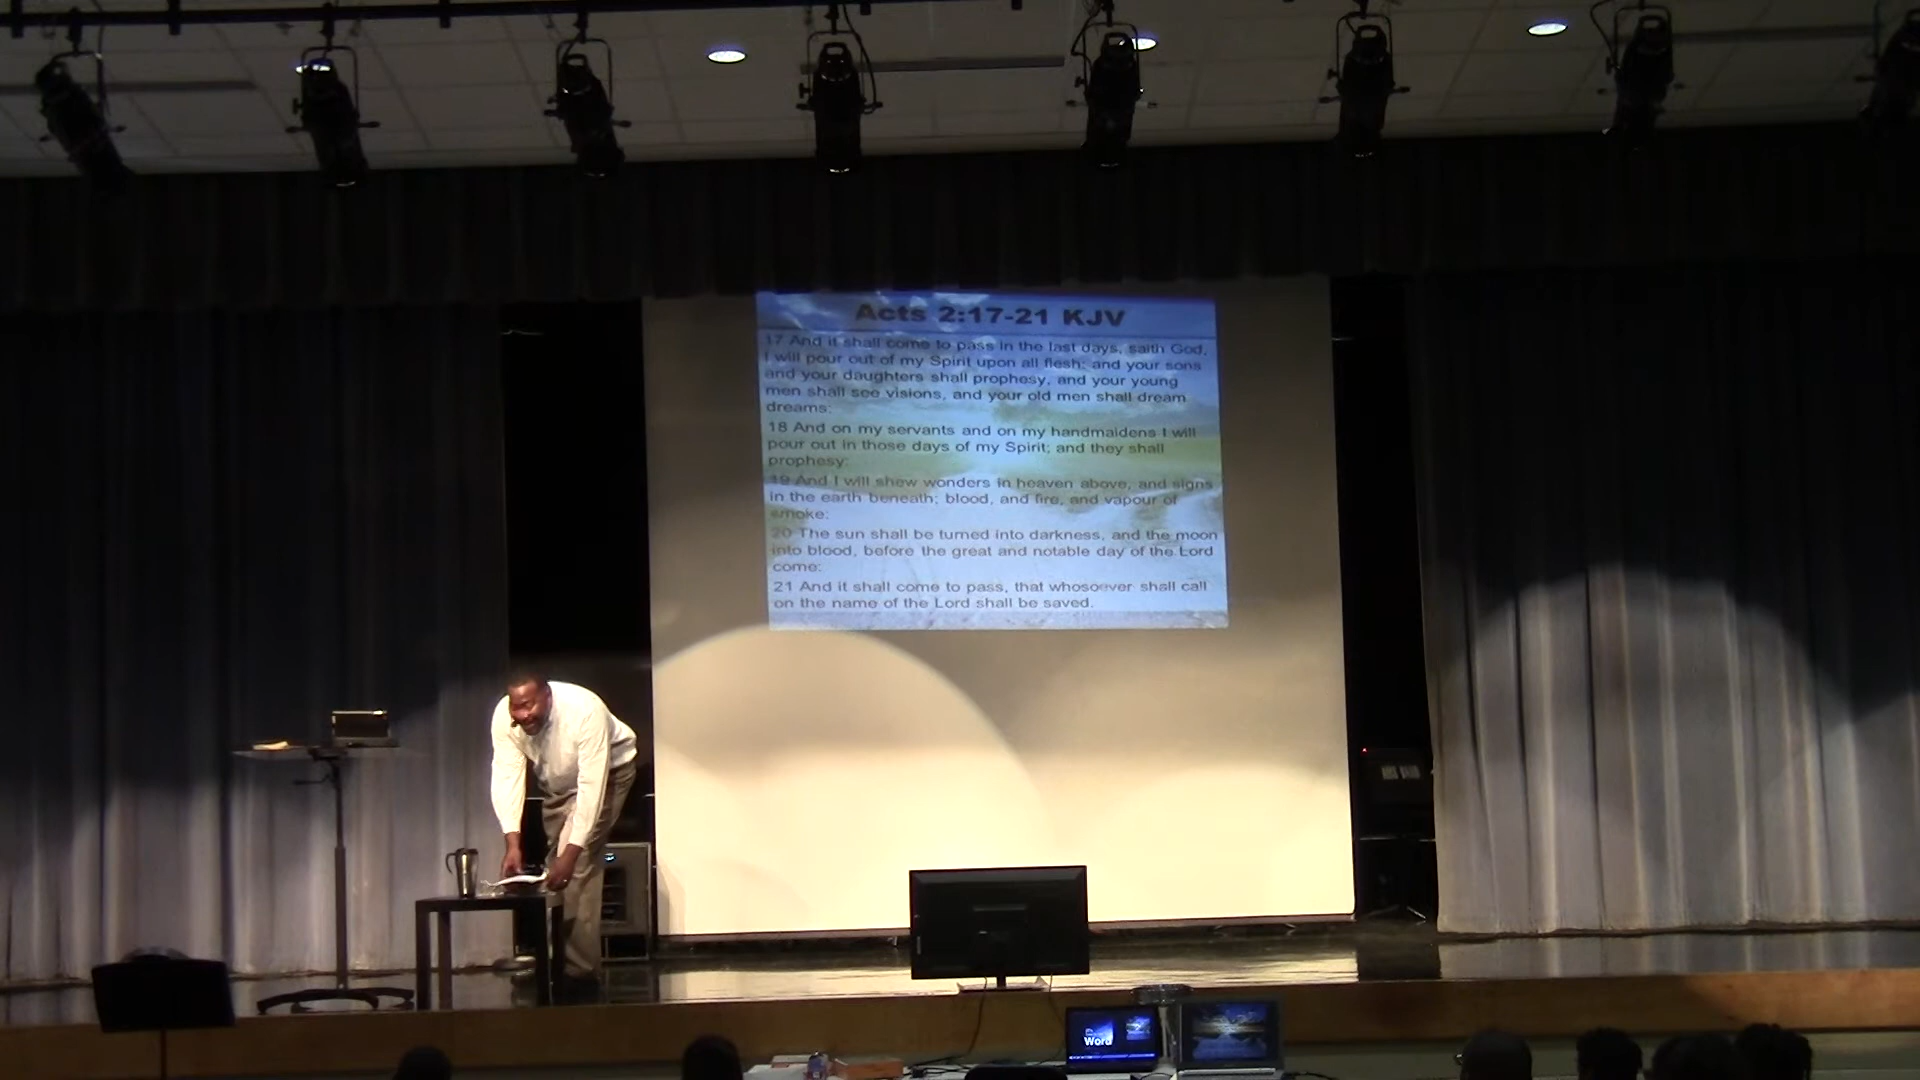 Acts 2:17-21 KJV
17 And it shall come to pass in the last days, saith God,
I will pour out of my Spirit upon all flesh: and your sons
and your daughters shall prophesy, and your young
men shall see visions, and your old men shall dream
dreams:
18 And on my servants and on my handmaidens I will
pour out in those days of my Spirit; and they shall
prophesy:
19 And I will shew wonders in heaven above, and signs
in the earth beneath; blood, and fire, and vapour of
smoke:
20 The sun shall be turned into darkness, and the moon
into blood, before the great and notable day of the Lord
come:
21 And it shall come to pass, that whosoever shall call
on the name of the Lord shall be saved.
Word